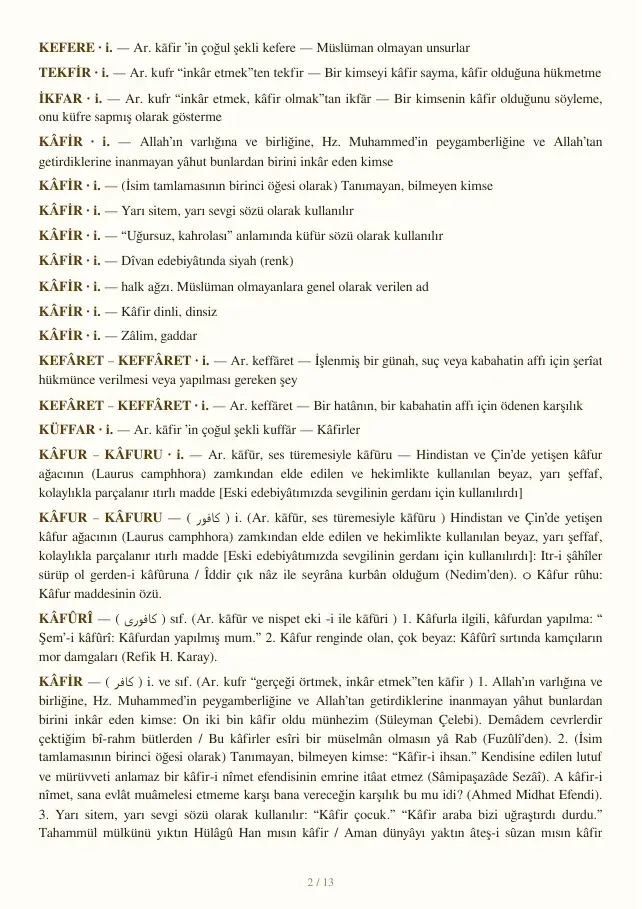 KEFERE · i. — Ar. kāfir 'in çoğul şekli kefere — Müslüman olmayan unsurlar
TEKFİR · i. — Ar. kufr “inkâr etmek”ten tekfіr — Bir kimseyi kâfir sayma, kâfir olduğuna hükmetme
İKFAR · i. — Ar. kufr “inkâr etmek, kâfir olmak”tan ikfār — Bir kimsenin kâfir olduğunu söyleme,
onu küfre sapmış olarak gösterme
KÂFİR · i. — Allah’ın varlığına ve birliğine, Hz. Muhammed’in peygamberliğine ve Allah’tan
getirdiklerine inanmayan yâhut bunlardan birini inkâr eden kimse
KÂFİR · i. — (İsim tamlamasının birinci öğesi olarak) Tanımayan, bilmeyen kimse
KÂFİR · i. — Yarı sitem, yarı sevgi sözü olarak kullanılır
KÂFİR · i. — “Uğursuz, kahrolası” anlamında küfür sözü olarak kullanılır
KÂFİR · i. — Dîvan edebiyâtında siyah (renk)
KÂFİR · i. — halk ağzı. Müslüman olmayanlara genel olarak verilen ad
KÂFİR · i. — Kâfir dinli, dinsiz
KÂFİR · i. — Zâlim, gaddar
KEFÂRET – KEFFÂRET · i. — Ar. keffāret — İşlenmiş bir günah, suç veya kabahatin affı için şerîat
hükmünce verilmesi veya yapılması gereken şey
KEFÂRET – KEFFÂRET · i. — Ar. keffāret — Bir hatânın, bir kabahatin affı için ödenen karşılık
KÜFFAR · i. — Ar. kāfir ’in çoğul şekli kuffār — Kâfirler
KÂFUR – KÂFURU · i. — Ar. kāfūr, ses türemesiyle kāfūru — Hindistan ve Çin’de yetişen kâfur
ağacının (Laurus camphhora) zamkından elde edilen ve hekimlikte kullanılan beyaz, yarı şeffaf,
kolaylıkla parçalanır ıtırlı madde [Eski edebiyâtımızda sevgilinin gerdanı için kullanılırdı]
KÂFUR – KÂFURU — ( كافور ) i. (Ar. kāfūr, ses türemesiyle kāfūru ) Hindistan ve Çin’de yetişen
kâfur ağacının (Laurus camphhora) zamkından elde edilen ve hekimlikte kullanılan beyaz, yarı şeffaf,
kolaylıkla parçalanır ıtırlı madde [Eski edebiyâtımızda sevgilinin gerdanı için kullanılırdı]: Itr-i şâhîler
sürüp ol gerden-i kâfûruna / Îddir çık nâz ile seyrâna kurbân olduğum (Nedim’den). ѻ Kâfur rûhu:
Kâfur maddesinin özü.
KÂFÛRÎ — ( كافورى ) sıf. (Ar. kāfūr ve nispet eki -і ile kāfūrі ) 1. Kâfurla ilgili, kâfurdan yapılma: “
Şem’-i kâfûrî: Kâfurdan yapılmış mum.” 2. Kâfur renginde olan, çok beyaz: Kâfûrî sırtında kamçıların
mor damgaları (Refik H. Karay).
KÂFİR — ( كافر ) i. ve sıf. (Ar. kufr “gerçeği örtmek, inkâr etmek”ten kāfir ) 1. Allah’ın varlığına ve
birliğine, Hz. Muhammed’in peygamberliğine ve Allah’tan getirdiklerine inanmayan yâhut bunlardan
birini inkâr eden kimse: On iki bin kâfir oldu münhezim (Süleyman Çelebi). Demâdem cevrlerdir
çektiğim bî-rahm bütlerden / Bu kâfirler esîri bir müselmân olmasın yâ Rab (Fuzûlî’den). 2. (İsim
tamlamasının birinci öğesi olarak) Tanımayan, bilmeyen kimse: “Kâfir-i ihsan.” Kendisine edilen lutuf
ve mürüvveti anlamaz bir kâfir-i nîmet efendisinin emrine itâat etmez (Sâmipaşazâde Sezâî). A kâfir-i
nîmet, sana evlât muâmelesi etmeme karşı bana vereceğin karşılık bu mu idi? (Ahmed Midhat Efendi).
3. Yarı sitem, yarı sevgi sözü olarak kullanılır: “Kâfir çocuk.” “Kâfir araba bizi uğraştırdı durdu.”
Tahammül mülkünü yıktın Hülâgû Han mısın kâfir / Aman dünyâyı yaktın âteş-i sûzan mısın kâfir
2 / 13